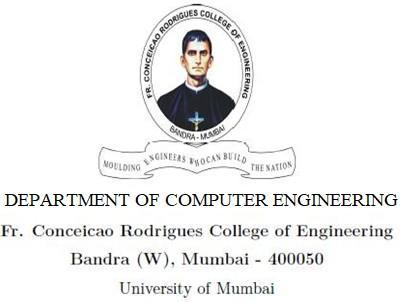 FR. CONCEICAO RODRIGUES COLLEGE OF ENGINEERING
BANDRA - MUMBAI
MOULDING ENGINEERS WHO CAN BUILD THE NATION
DEPARTMENT OF COMPUTER ENGINEERING
Fr. Conceicao Rodrigues College of Engineering
Bandra (W), Mumbai - 400050
University of Mumbai